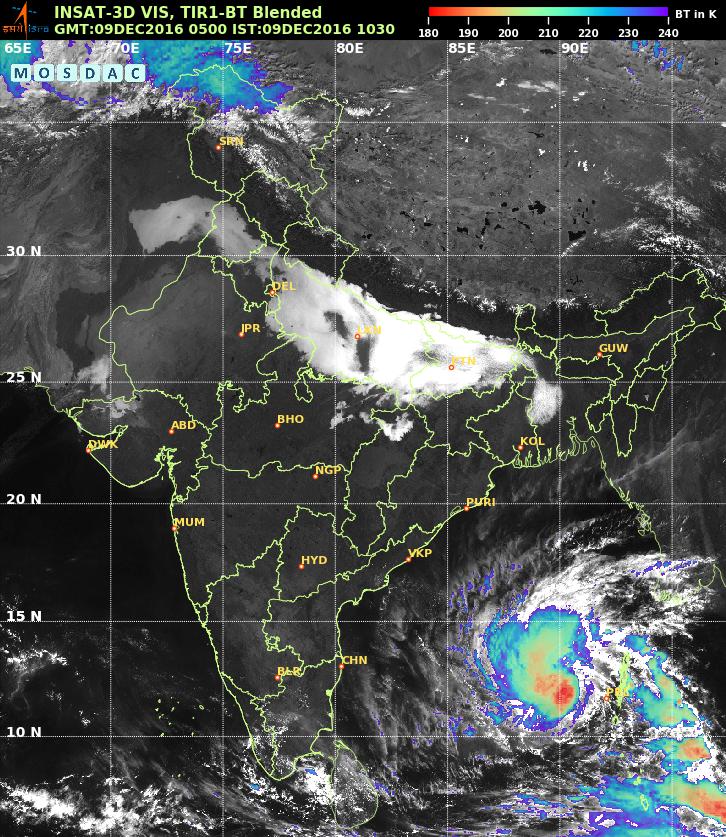 INSAT-3D VIS, TIR1-BT Blended
GMT:09DEC2016 0500 IST:09DEC2016 1030
BT in K
180 190 200 210 220 230 240
65E 70E 75E 80E 85E 90E
MOSDAC
SRN
30 N
DEL
JPR LKN
GUW
PTN
25 N
ABD BHO
DWK KOL
NGP
20 N PURI
MUM
VKP
HYD
15 N
CHN
BLR
PBL
10 N